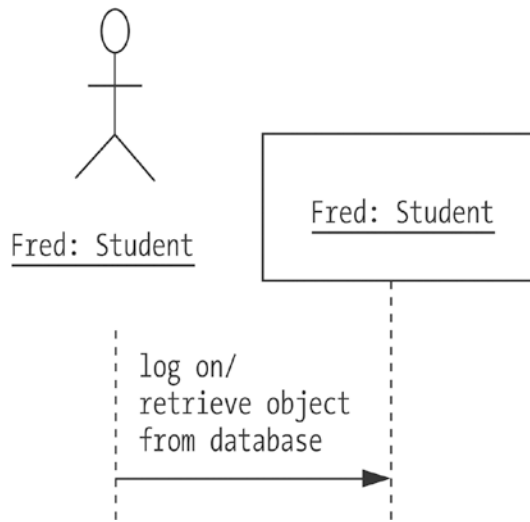 Fred: Student
Fred: Student
log on/
retrieve object
from database